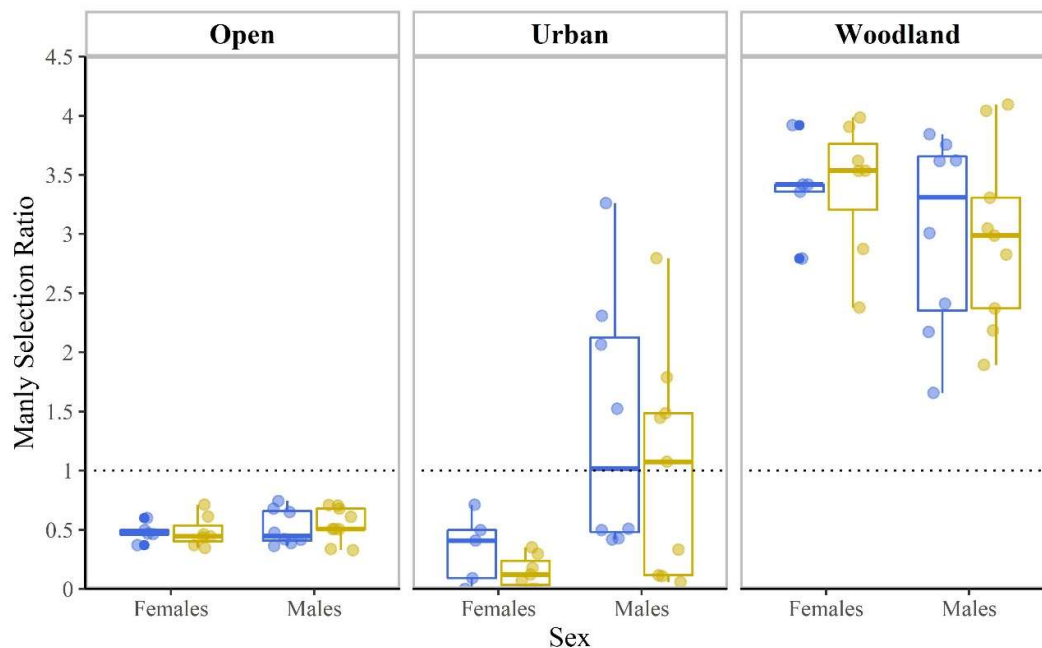 Open Urban Woodland
4.5
4
3.5
3
2.5
2
1.5
1
0.5
0
Manly Selection Ratio
Females Males Females Males Females Males
Sex